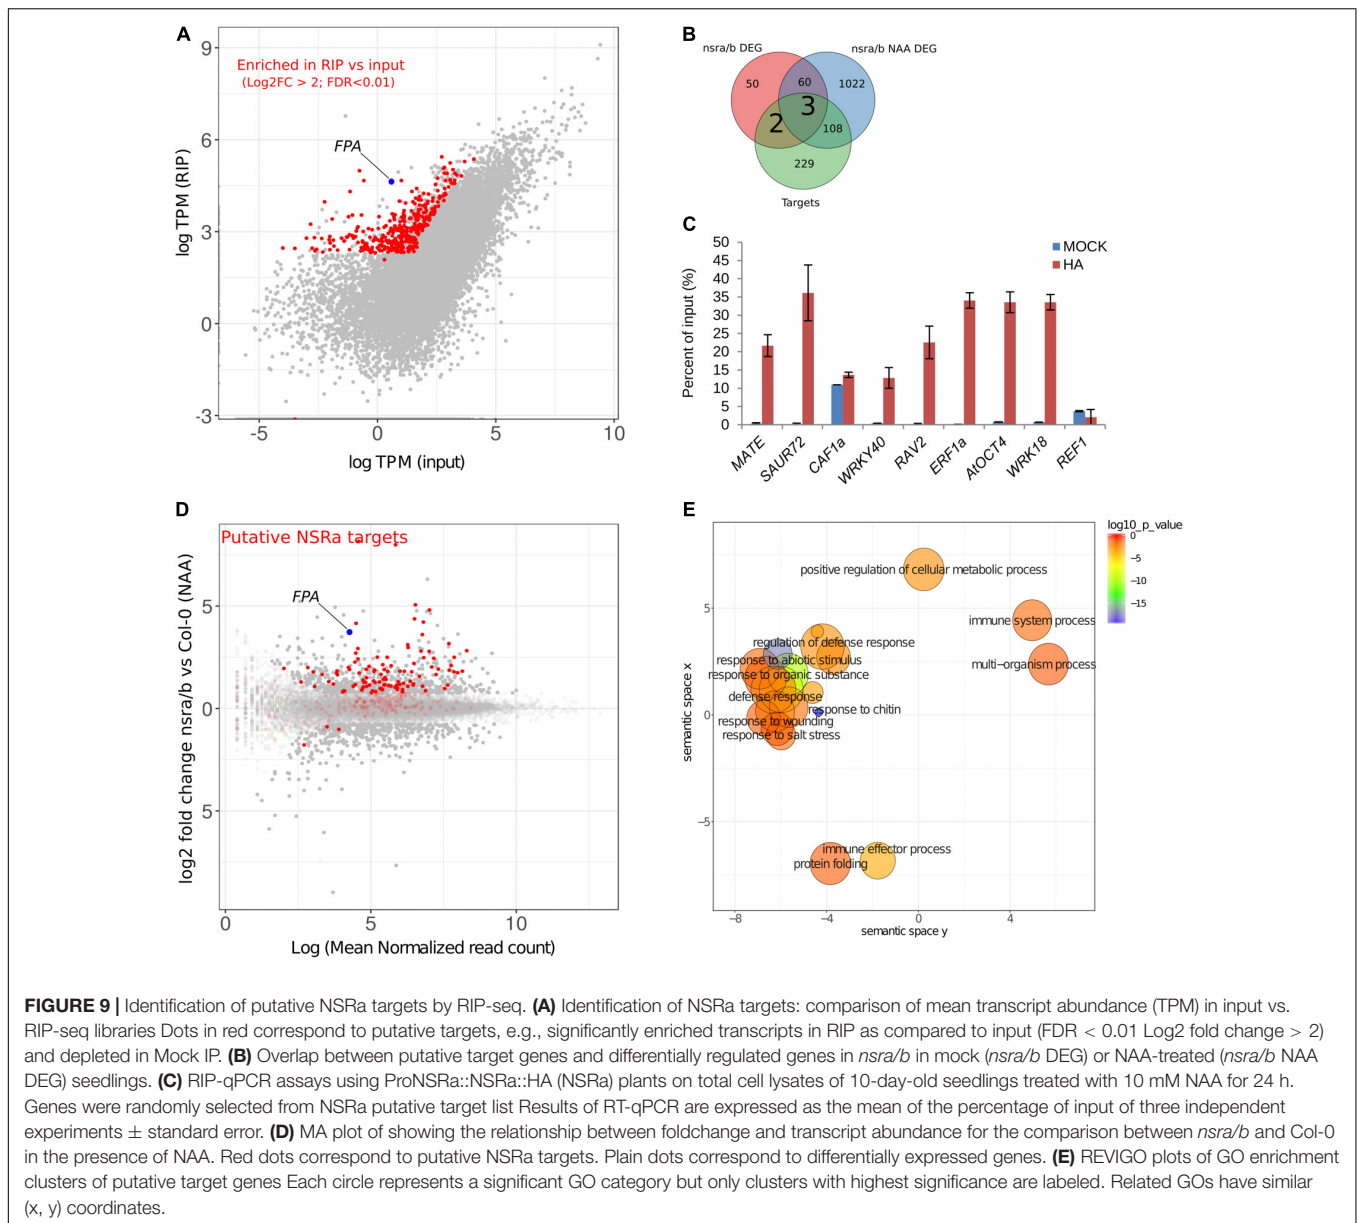 A
Enriched in RIP vs input
(Log2FC > 2; FDR<0.01)
FPA
9
6
3
0
-3
-5
0
5
10
log TPM (RIP)
log TPM (input)
B
nsra/b DEG
nsra/b NAA DEG
50
60
1022
3
2
108
229
Targets
C
50
45
40
35
30
25
20
15
10
5
0
Percent of input (%)
MOCK
HA
MATE
SAUR72
CAF1a
WRKY40
RAV2
ERF1a
AtOCT4
WRK18
REF1
D
Putative NSRa targets
FPA
5
0
5
0
5
10
log2 fold change nsra/b vs Col-0 (NAA)
Log (Mean Normalized read count)
E
log10_p_value
0
−5
−10
−15
positive regulation of cellular metabolic process
immune system process
regulation of defense response
response to abiotic stimulus
multi−organism process
response to organic substance
defense response
response to chitin
response to wounding
response to salt stress
immune effector process
protein folding
5
0
−5
−8
−4
0
4
semantic space x
semantic space y
FIGURE 9 | Identification of putative NSRa targets by RIP-seq. (A) Identification of NSRa targets: comparison of mean transcript abundance (TPM) in input vs.
RIP-seq libraries Dots in red correspond to putative targets, e.g., significantly enriched transcripts in RIP as compared to input (FDR < 0.01 Log2 fold change > 2)
and depleted in Mock IP. (B) Overlap between putative target genes and differentially regulated genes in nsra/b in mock (nsra/b DEG) or NAA-treated (nsra/b NAA
DEG) seedlings. (C) RIP-qPCR assays using ProNSRa::NSRa::HA (NSRa) plants on total cell lysates of 10-day-old seedlings treated with 10 mM NAA for 24 h.
Genes were randomly selected from NSRa putative target list Results of RT-qPCR are expressed as the mean of the percentage of input of three independent
experiments ± standard error. (D) MA plot of showing the relationship between foldchange and transcript abundance for the comparison between nsra/b and Col-0
in the presence of NAA. Red dots correspond to putative NSRa targets. Plain dots correspond to differentially expressed genes. (E) REVIGO plots of GO enrichment
clusters of putative target genes Each circle represents a significant GO category but only clusters with highest significance are labeled. Related GOs have similar
(x, y) coordinates.